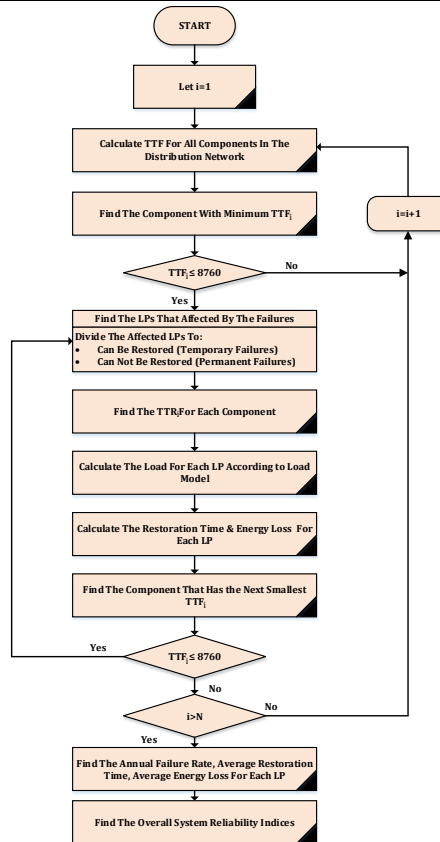 START
Let i=1
Calculate TTF For All Components In The
Distribution Network
Find The Component With Minimum TTFi
i=i+1
TTFi ≤ 8760
No
Yes
Find The LPs That Affected By The Failures
Divide The Affected LPs To:
• Can Be Restored (Temporary Failures)
• Can Not Be Restored (Permanent Failures)
Find The TTRiFor Each Component
Calculate The Load For Each LP According to Load
Model
Calculate The Restoration Time & Energy Loss For
Each LP
Find The Component That Has the Next Smallest
TTFi
Yes
TTFi ≤ 8760
No
i>N
No
Yes
Find The Annual Failure Rate, Average Restoration
Time, Average Energy Loss For Each LP
Find The Overall System Reliability Indices